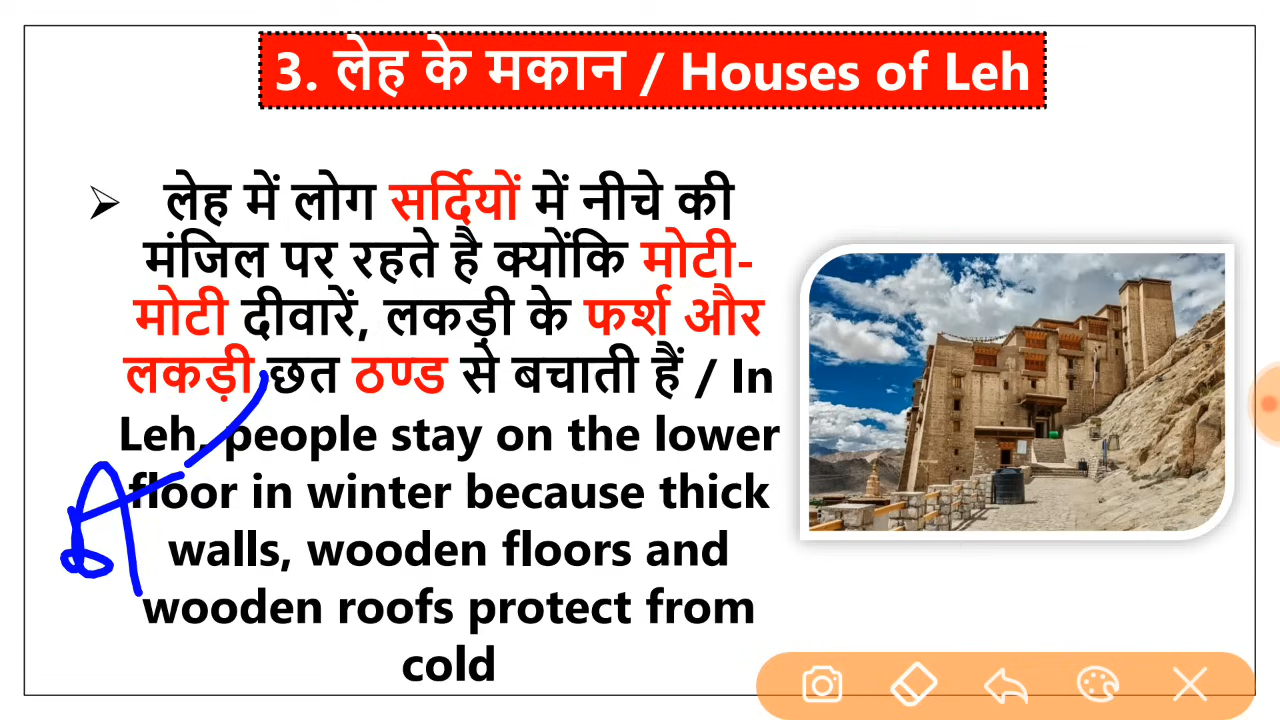 3. लेह के मकान / Houses of Leh
➢ लेह में लोग सर्दियों में नीचे की
मंजिल पर रहते है क्योंकि मोटी-
मोटी दीवारें, लकड़ी के फर्श और
लकड़ी छत ठण्ड से बचाती हैं / In
Leh, people stay on the lower
floor in winter because thick
walls, wooden floors and
wooden roofs protect from
cold